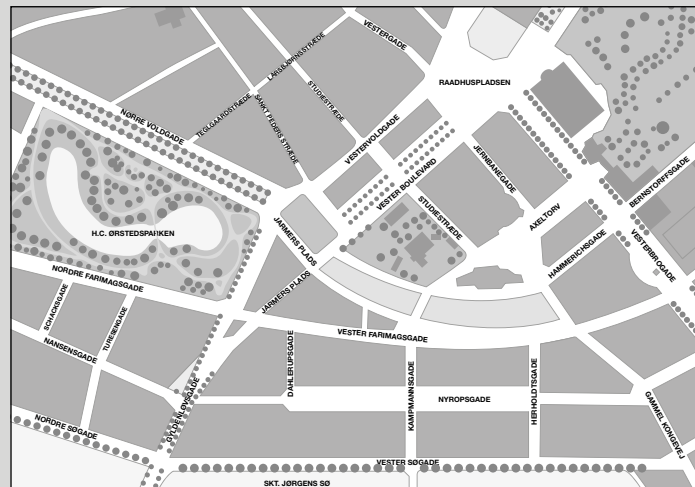 VESTERGADE
LARSBJØRNSSTRÆDE
RAADHUSPLADSEN
STUDIESTRÆDE
NØRRE VOLDGADE
TEGLGAARDSTRÆDE
SANKT PEDERS STRÆDE
VESTERVOLDGADE
JERNBANEGADE
BERNSTORFFSGADE
VESTER BOULEVARD
STUDIESTRÆDE
AXELTORV
VESTERBROGADE
H.C. ØRSTEDSPARKEN
JARMERS PLADS
HAMMERICHSGADE
NORDRE FARIMAGSGADE
JARMERS PLADS
SCHACKSGADE
TURESENSGADE
NANSENSGADE
VESTER FARIMAGSGADE
DAHLERUPSGADE
KAMPMANNSGADE
HERHOLDTSGADE
NYROPSGADE
GAMMEL KONGEVEJ
GYLDENLØVSGADE
NORDRE SØGADE
VESTER SØGADE
SKT. JØRGENS SØ